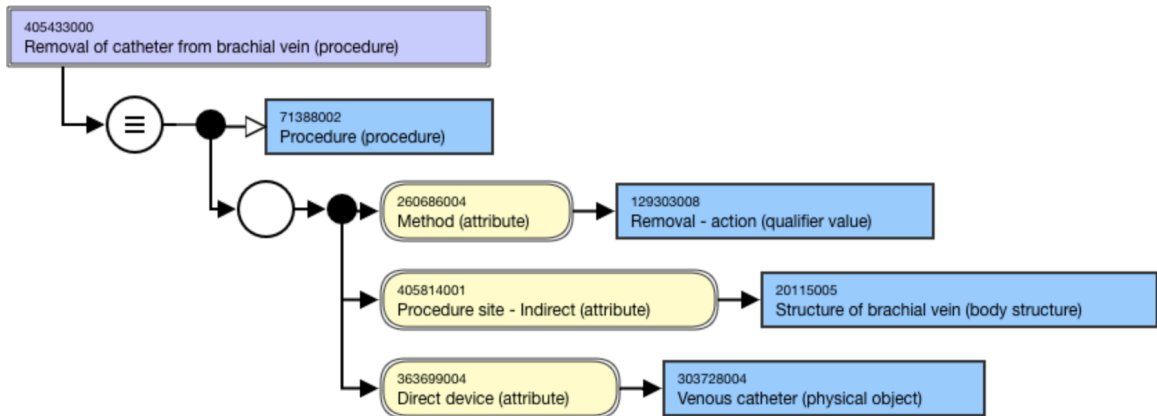 405433000
Removal of catheter from brachial vein (procedure)
71388002
Procedure (procedure)
260686004
Method (attribute)
129303008
Removal - action (qualifier value)
405814001
Procedure site - Indirect (attribute)
20115005
Structure of brachial vein (body structure)
363699004
Direct device (attribute)
303728004
Venous catheter (physical object)